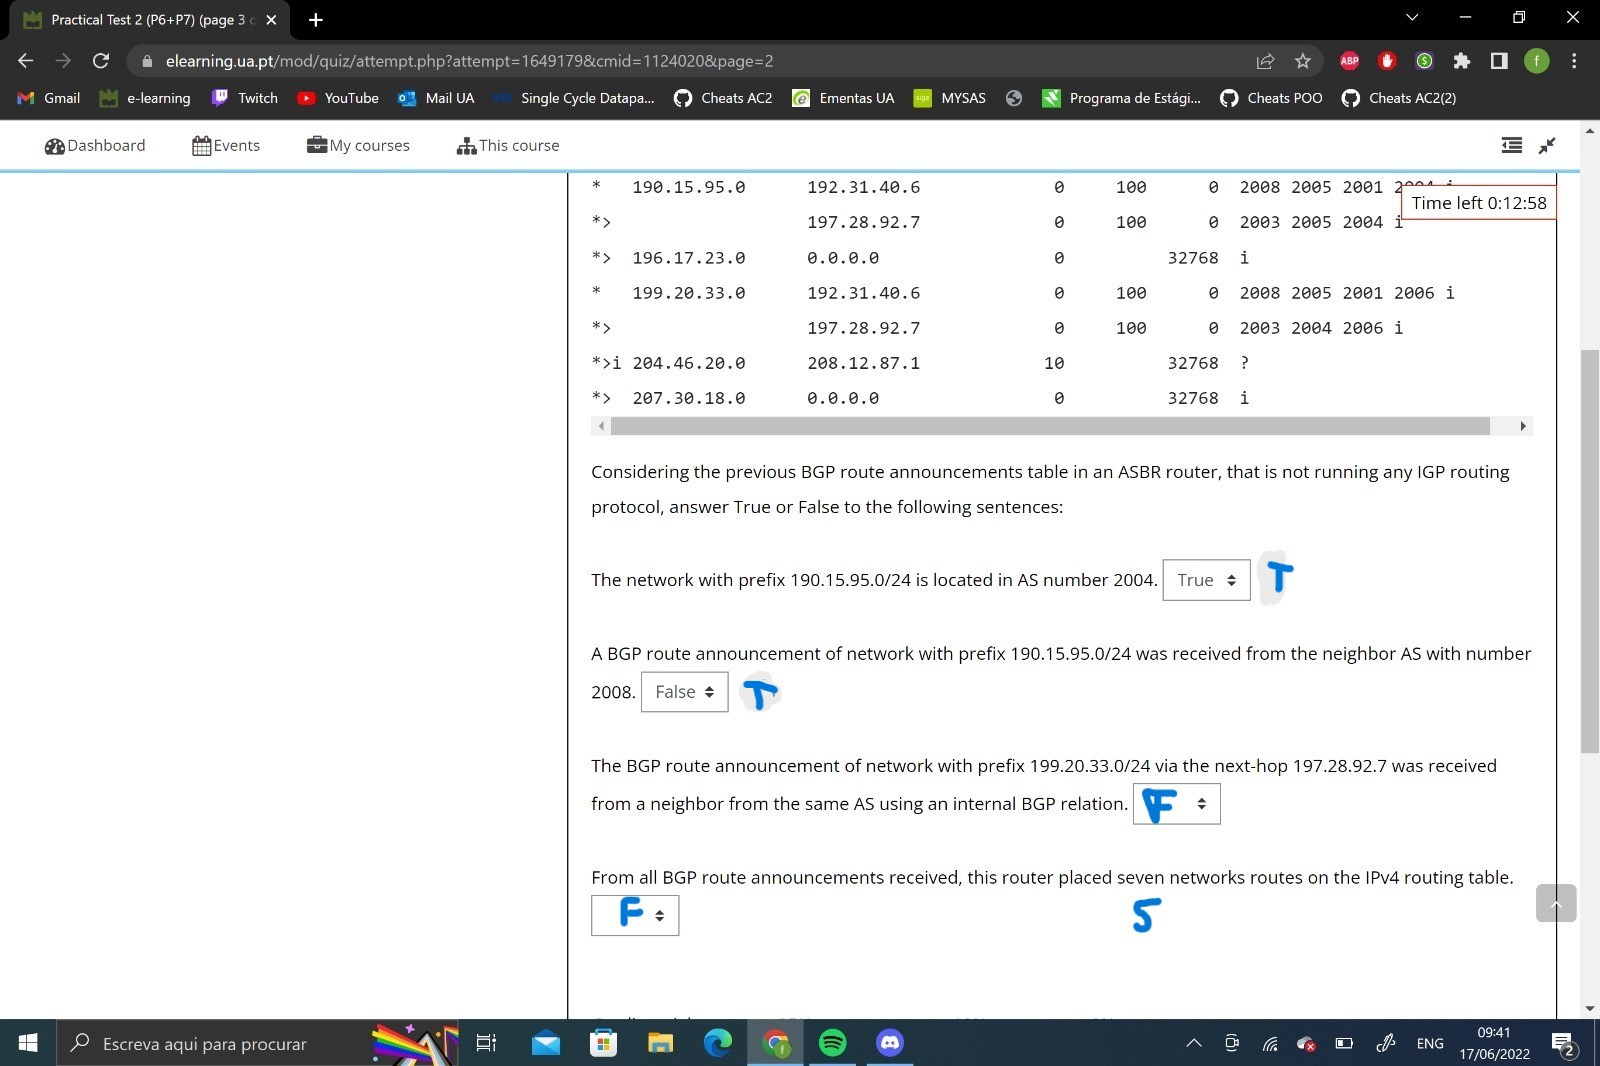 Practical Test 2 (P6+P7) (page 3
elearning.ua.pt/mod/quiz/attempt.php?attempt=1649179&cmid=1124020&page=2
ABP
f
Gmail e-learning Twitch YouTube Mail UA Single Cycle Datapa... Cheats AC2 Ementas UA MYSAS Programa de Estági... Cheats POO Cheats AC2(2)
Dashboard Events My courses This course
* 190.15.95.0 192.31.40.6 0 100 0 2008 2005 2001 2004 i
Time left 0:12:58
*> 197.28.92.7 0 100 0 2003 2005 2004 i
*> 196.17.23.0 0.0.0.0 0 32768 i
* 199.20.33.0 192.31.40.6 0 100 0 2008 2005 2001 2006 i
*> 197.28.92.7 0 100 0 2003 2004 2006 i
*>i 204.46.20.0 208.12.87.1 10 32768 ?
*> 207.30.18.0 0.0.0.0 0 32768 i
Considering the previous BGP route announcements table in an ASBR router, that is not running any IGP routing
protocol, answer True or False to the following sentences:
The network with prefix 190.15.95.0/24 is located in AS number 2004. True T
A BGP route announcement of network with prefix 190.15.95.0/24 was received from the neighbor AS with number
2008. False T
The BGP route announcement of network with prefix 199.20.33.0/24 via the next-hop 197.28.92.7 was received
from a neighbor from the same AS using an internal BGP relation. F
From all BGP route announcements received, this router placed seven networks routes on the IPv4 routing table.
F 5
Escreva aqui para procurar
ENG
09:41
17/06/2022
2